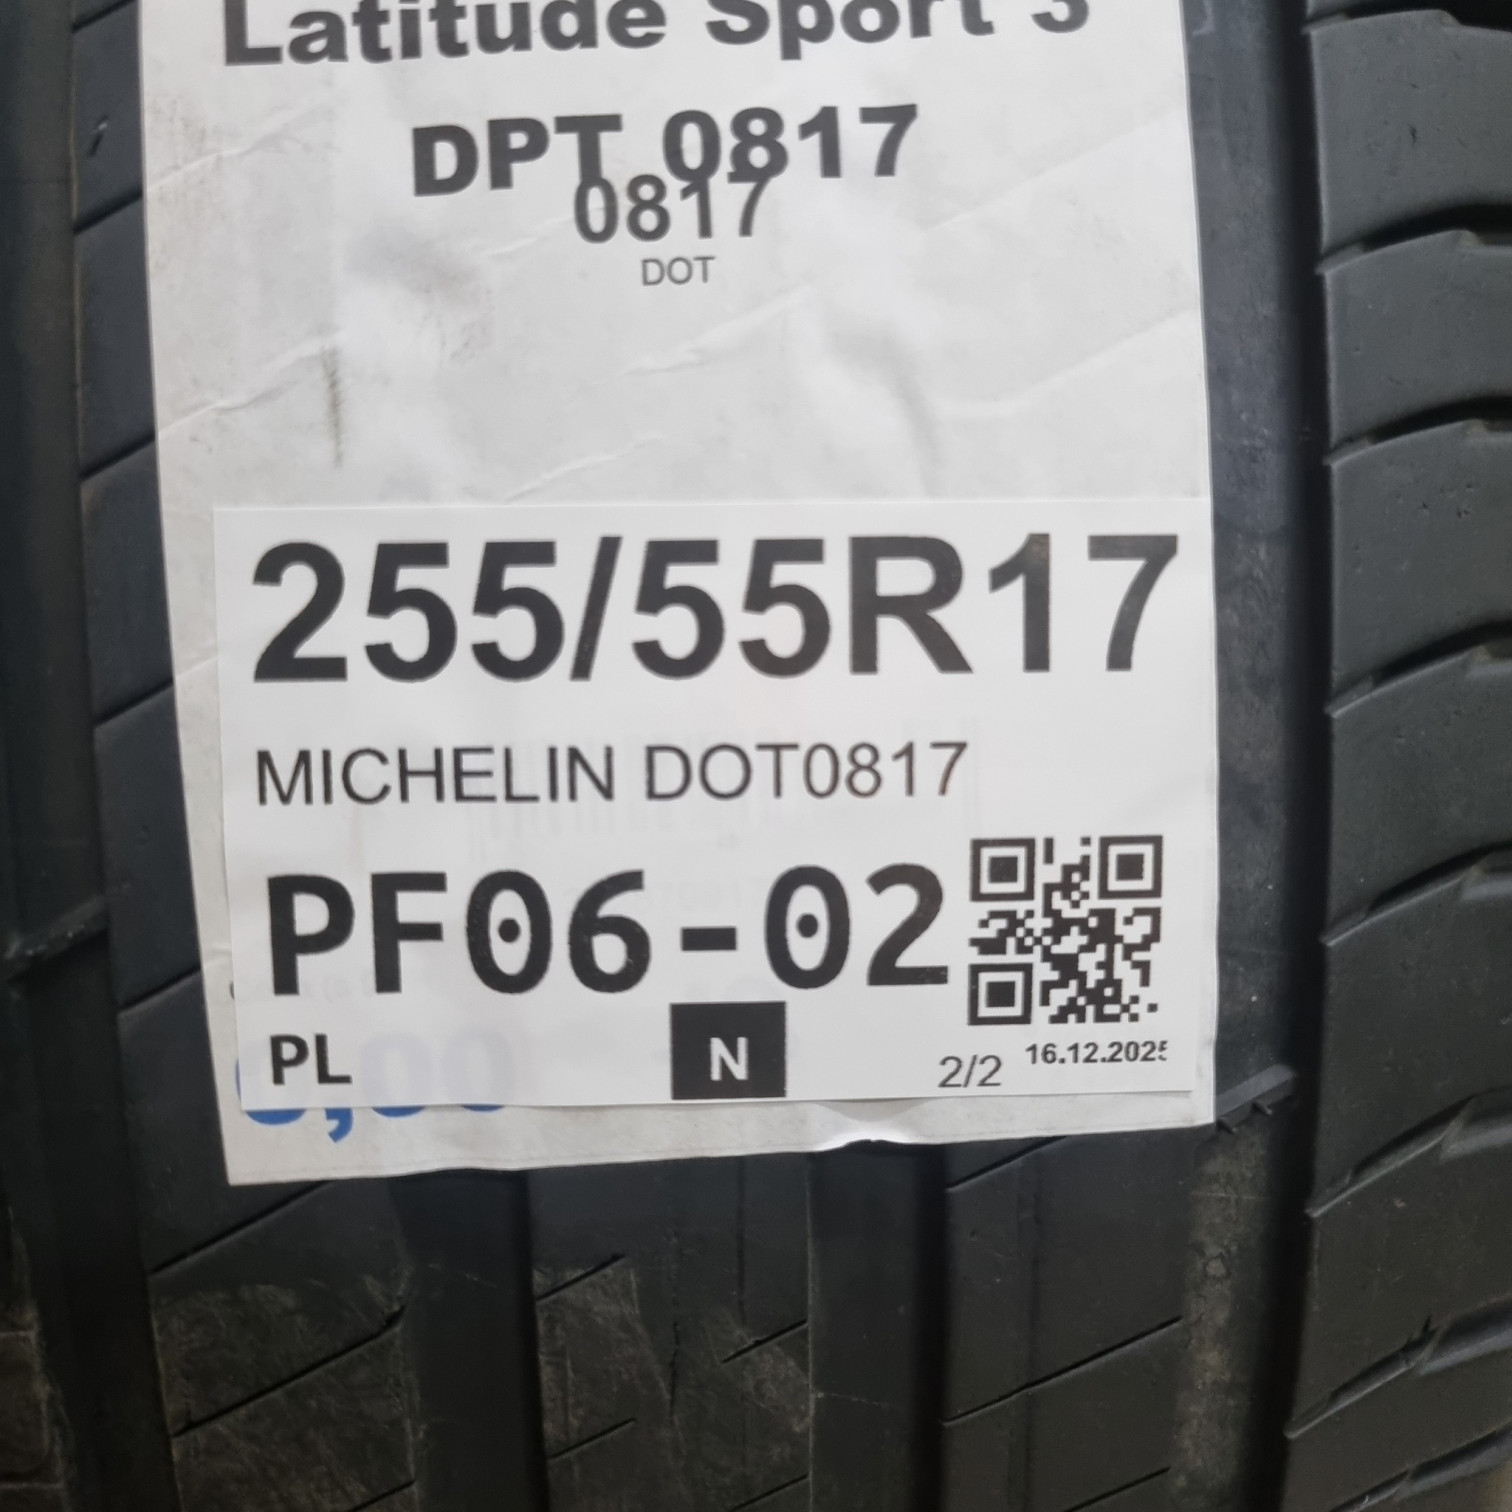 Latitude Sport 3
DPT 0817
0817
DOT
255/55R17
MICHELIN DOT0817
PF06-02
PL
N
2/2
16.12.2025
,00